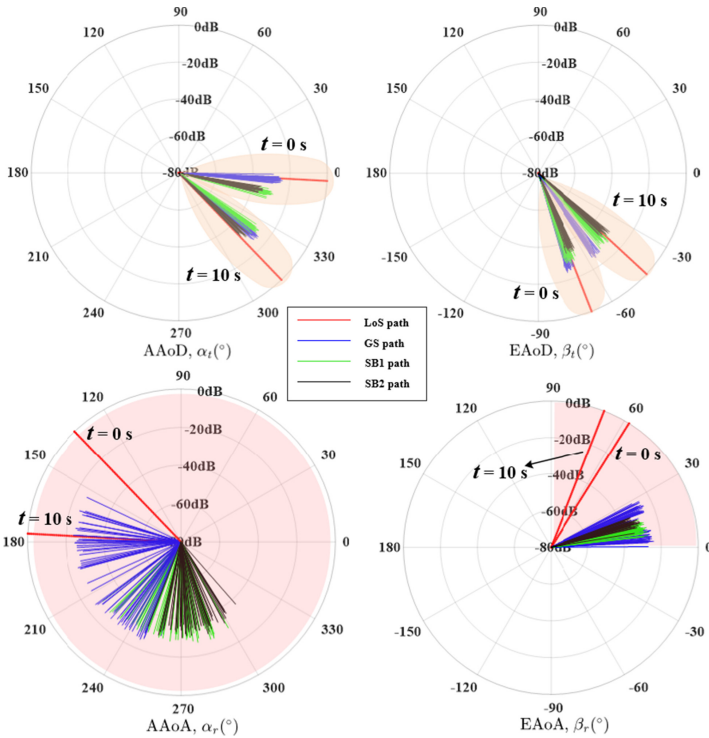 90
0dB
120
60
-20dB
150
30
-40dB
-60dB
t = 0 s
180
-80dB
0
t = 10 s
210
330
240
300
270
AAoD, αt(°)
90
0dB
120
60
-20dB
150
30
-40dB
-60dB
180
-80dB
0
t = 10 s
-150
-30
t = 0 s
-120
-60
-90
EAoD, βt(°)
LoS path
GS path
SB1 path
SB2 path
90
0dB
120
60
t = 0 s
-20dB
150
30
-40dB
-60dB
t = 10 s
180
0dB
0
210
330
240
300
270
AAoA, αr(°)
90
0dB
120
60
-20dB
t = 0 s
150
30
t = 10 s
-40dB
-60dB
180
-80dB
0
-150
-30
-120
-60
-90
EAoA, βr(°)